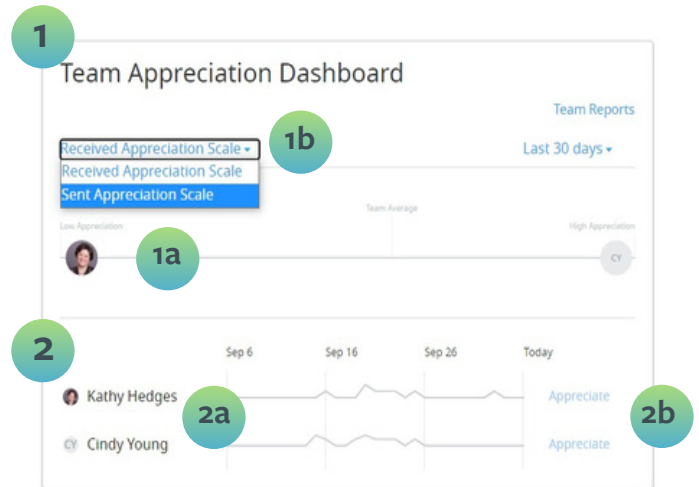 1
Team Appreciation Dashboard
Team Reports
Received Appreciation Scale
1b
Last 30 days
Received Appreciation Scale
Sent Appreciation Scale
Team Average
Low Appreciation
High Appreciation
1a
CY
2
Sep 6 Sep 16 Sep 26 Today
Kathy Hedges
Appreciate
2a
2b
CY Cindy Young
Appreciate